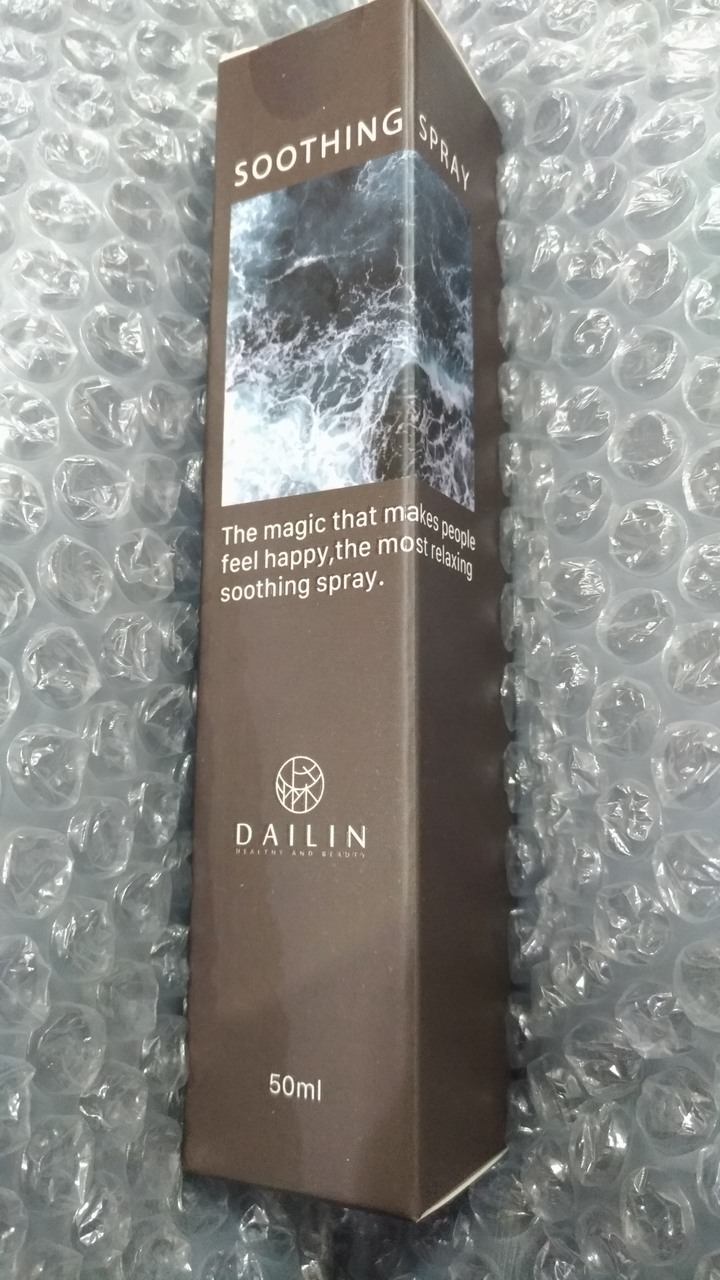 SOOTHING SPRAY
The magic that makes people
feel happy,the most relaxing
soothing spray.
DAILIN
HEALTHY AND BEAUTY
50ml